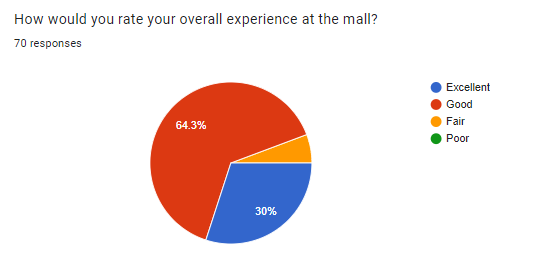 How would you rate your overall experience at the mall?
70 responses
Excellent
Good
Fair
Poor
64.3%
30%